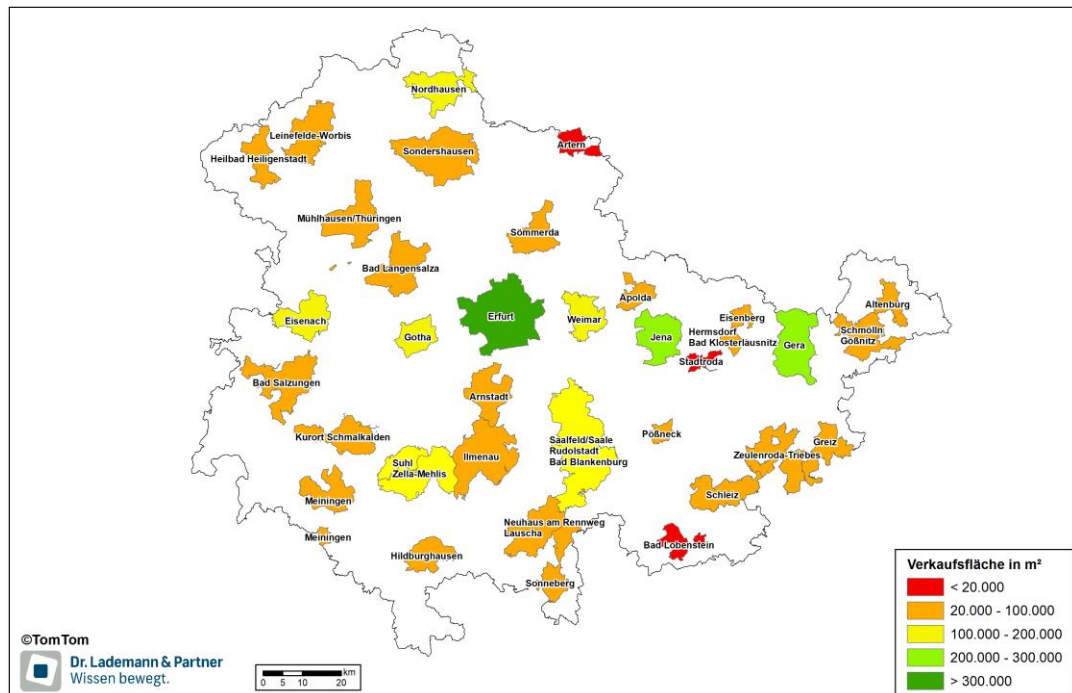 Nordhausen
Leinefelde-Worbis
Heilbad Heiligenstadt
Sondershausen
Artern
Mühlhausen/Thüringen
Sömmerda
Bad Langensalza
Eisenach
Gotha
Erfurt
Weimar
Apolda
Jena
Eisenberg
Hermsdorf
Bad Klosterlausnitz
Stadtroda
Gera
Altenburg
Schmölln
Gößnitz
Bad Salzungen
Arnstadt
Kurort Schmalkalden
Suhl
Zella-Mehlis
Ilmenau
Saalfeld/Saale
Rudolstadt
Bad Blankenburg
Pößneck
Greiz
Zeulenroda-Triebes
Schleiz
Meiningen
Meiningen
Hildburghausen
Neuhaus am Rennweg
Lauscha
Sonneberg
Bad Lobenstein
Verkaufsfläche in m²
< 20.000
20.000 - 100.000
100.000 - 200.000
200.000 - 300.000
> 300.000
©TomTom
Dr. Lademann & Partner
Wissen bewegt.
km
0 5 10 20